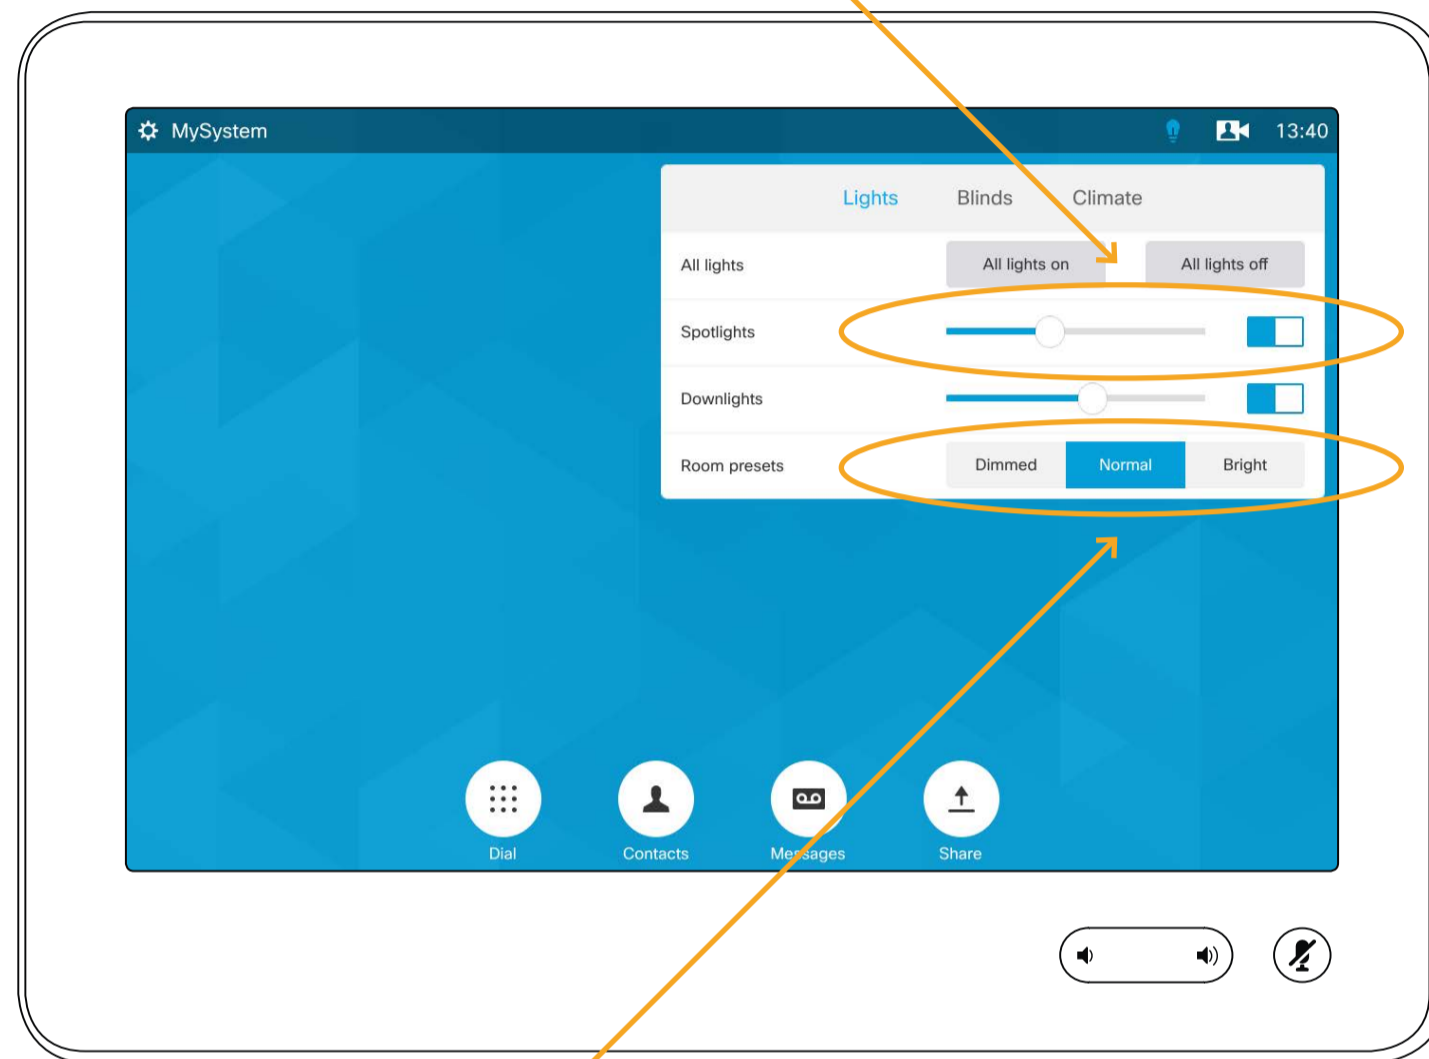 MySystem 13:40
Lights Blinds Climate
All lights All lights on All lights off
Spotlights
Downlights
Room presets Dimmed Normal Bright
Dial Contacts Messages Share